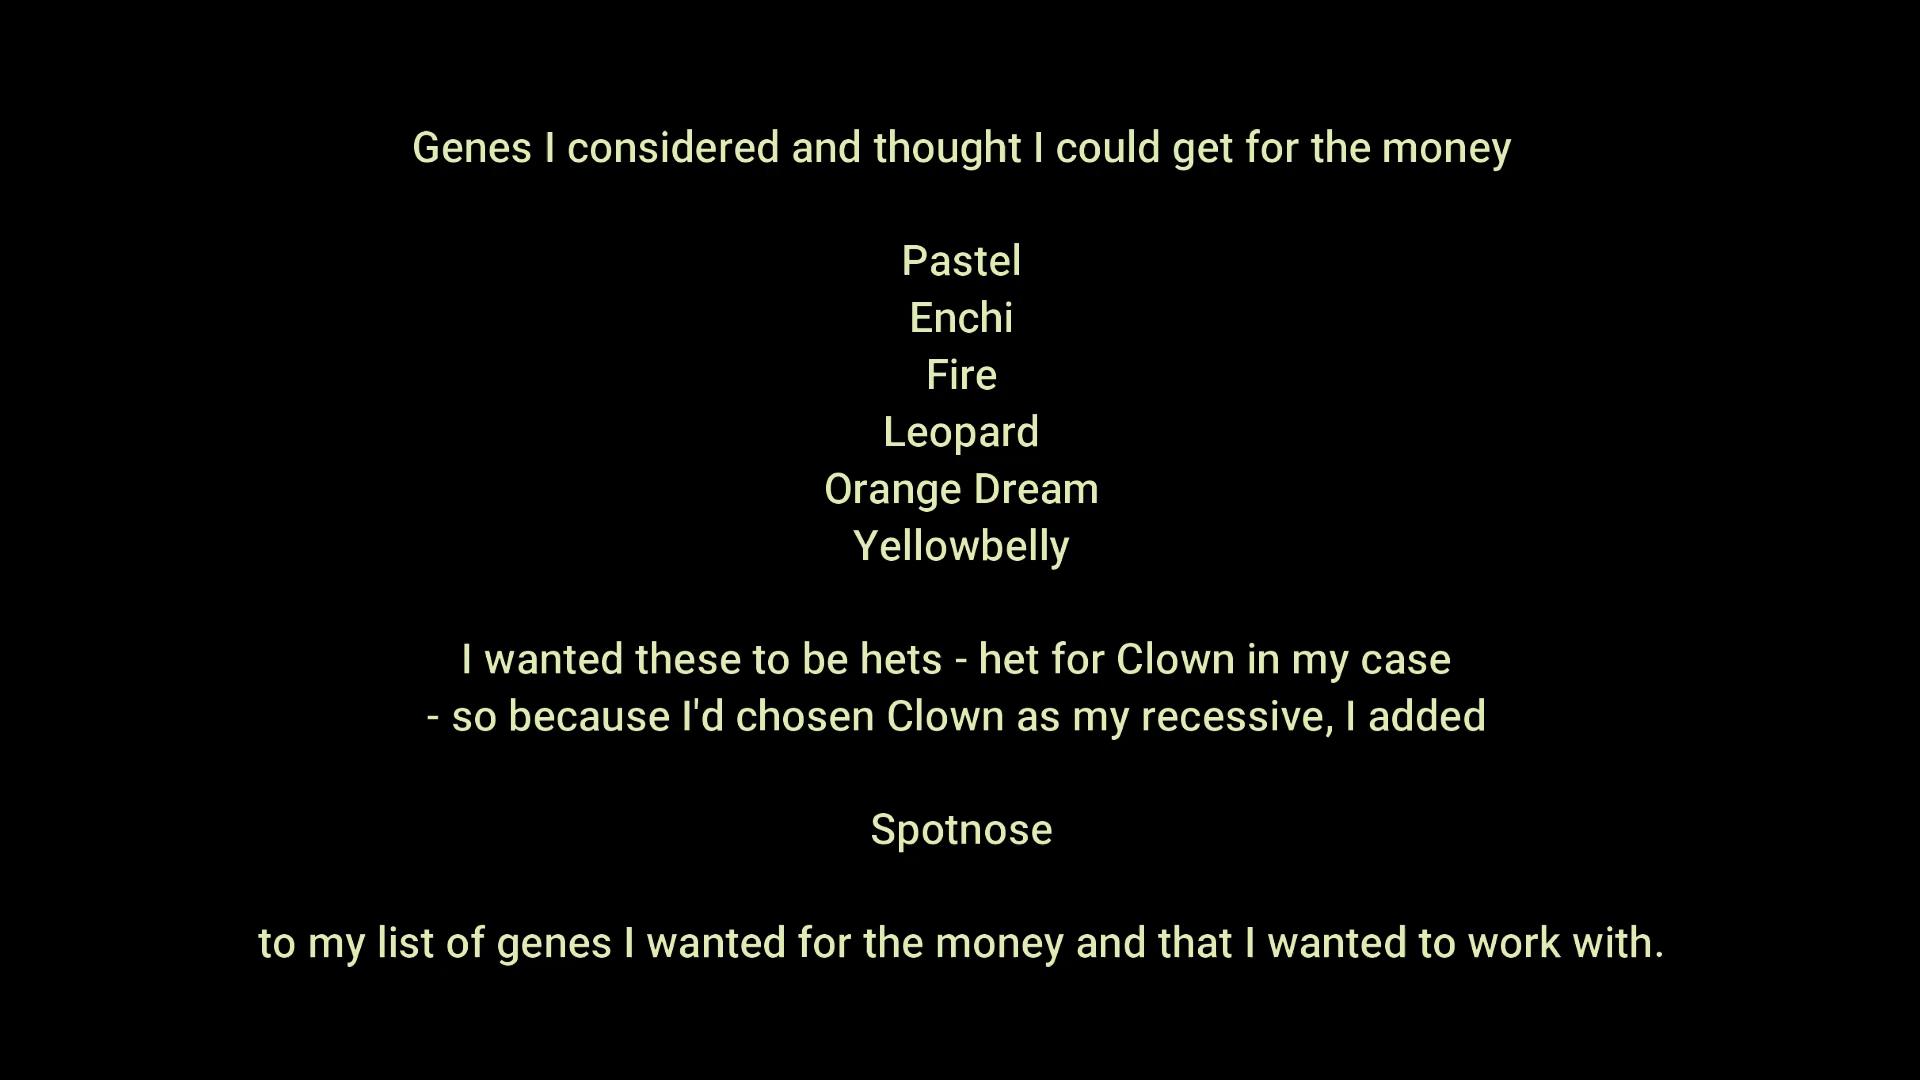 Genes I considered and thought I could get for the money
Pastel
Enchi
Fire
Leopard
Orange Dream
Yellowbelly
I wanted these to be hets - het for Clown in my case
- so because I'd chosen Clown as my recessive, I added
Spotnose
to my list of genes I wanted for the money and that I wanted to work with.